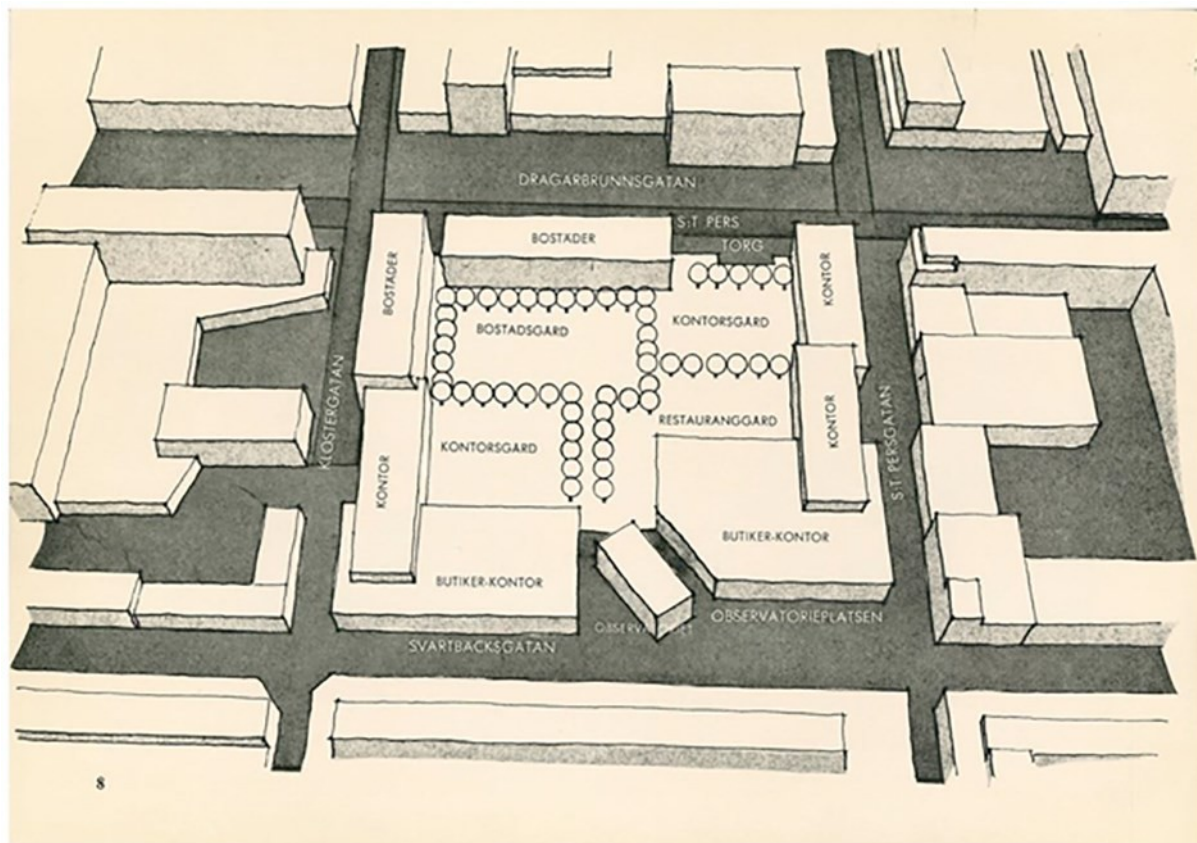 DRAGARBRUNNSGATAN
S:T PERS
TORG
BOSTÄDER
BOSTÄDER
KONTOR
BOSTADSGÅRD
KONTORSGÅRD
KLOSTERGATAN
KONTOR
KONTORSGÅRD
RESTAURANGGÅRD
KONTOR
S:T PERSGATAN
BUTIKER-KONTOR
BUTIKER-KONTOR
OBSERVATORIEPLATSEN
SVARTBÄCKSGATAN
8